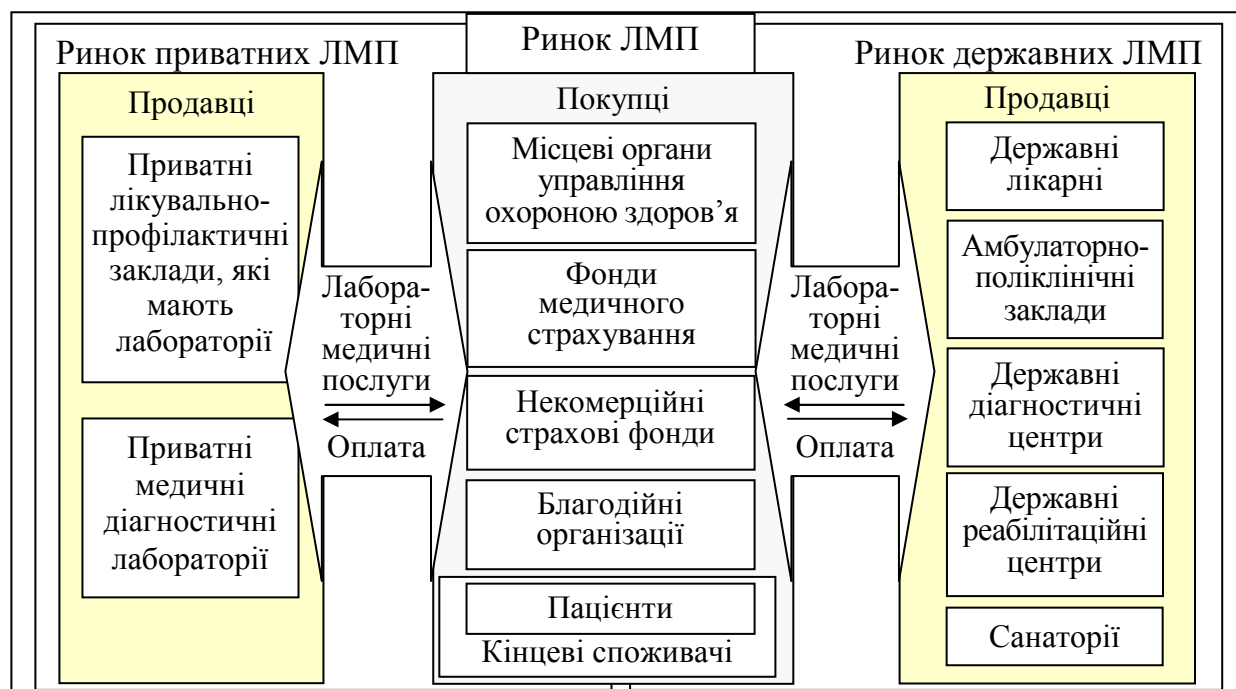 Ринок ЛМП
Ринок приватних ЛМП
Продавці
Приватні
лікувально-
профілактичні
заклади, які
мають
лабораторії
Приватні
медичні
діагностичні
лабораторії
Лабора-
торні
медичні
послуги
Оплата
Покупці
Місцеві органи
управління
охороною здоров’я
Фонди
медичного
страхування
Некомерційні
страхові фонди
Благодійні
організації
Пацієнти
Кінцеві споживачі
Лабора-
торні
медичні
послуги
Оплата
Ринок державних ЛМП
Продавці
Державні
лікарні
Амбулаторно-
поліклінічні
заклади
Державні
діагностичні
центри
Державні
реабілітаційні
центри
Санаторії